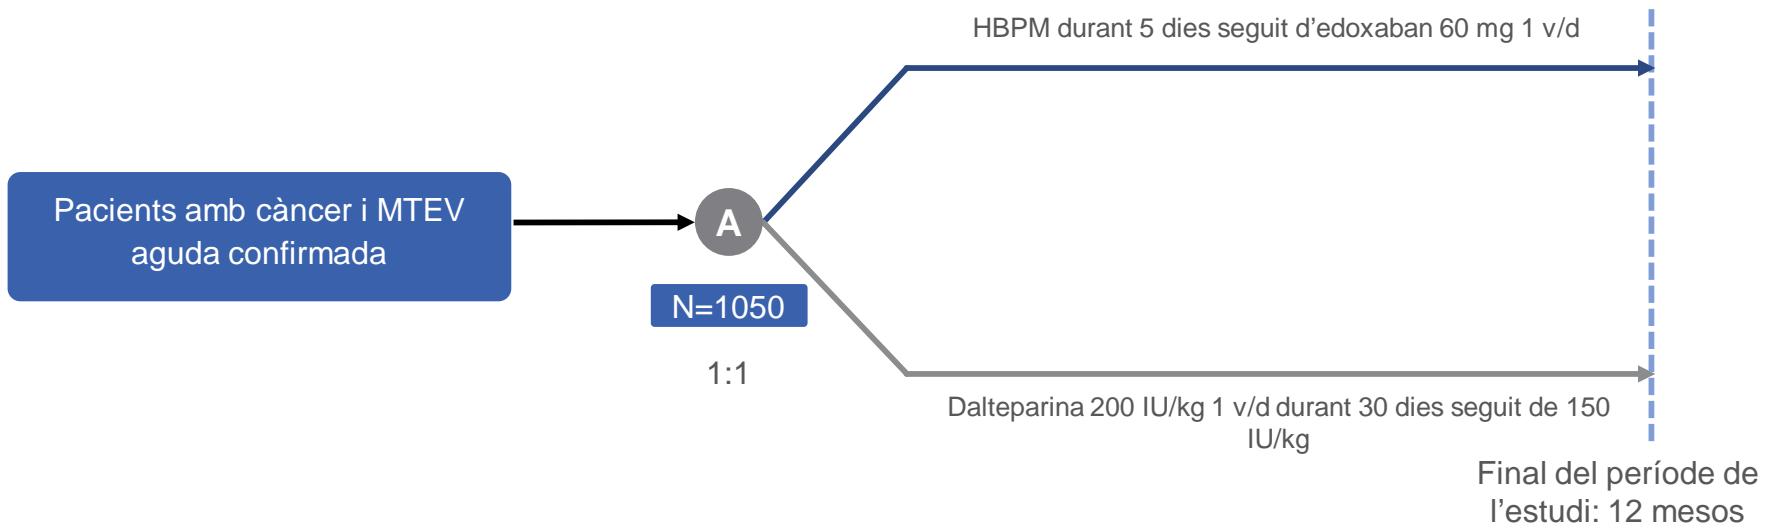 HBPM durant 5 dies seguit d’edoxaban 60 mg 1 v/d
Pacients amb càncer i MTEV
aguda confirmada
A
N=1050
1:1
Dalteparina 200 IU/kg 1 v/d durant 30 dies seguit de 150
IU/kg
Final del període de
l’estudi: 12 mesos